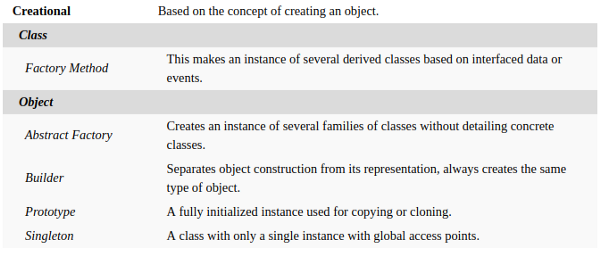 Creational Based on the concept of creating an object.
Class
Factory Method This makes an instance of several derived classes based on interfaced data or
events.
Object
Abstract Factory Creates an instance of several families of classes without detailing concrete
classes.
Builder Separates object construction from its representation, always creates the same
type of object.
Prototype A fully initialized instance used for copying or cloning.
Singleton A class with only a single instance with global access points.